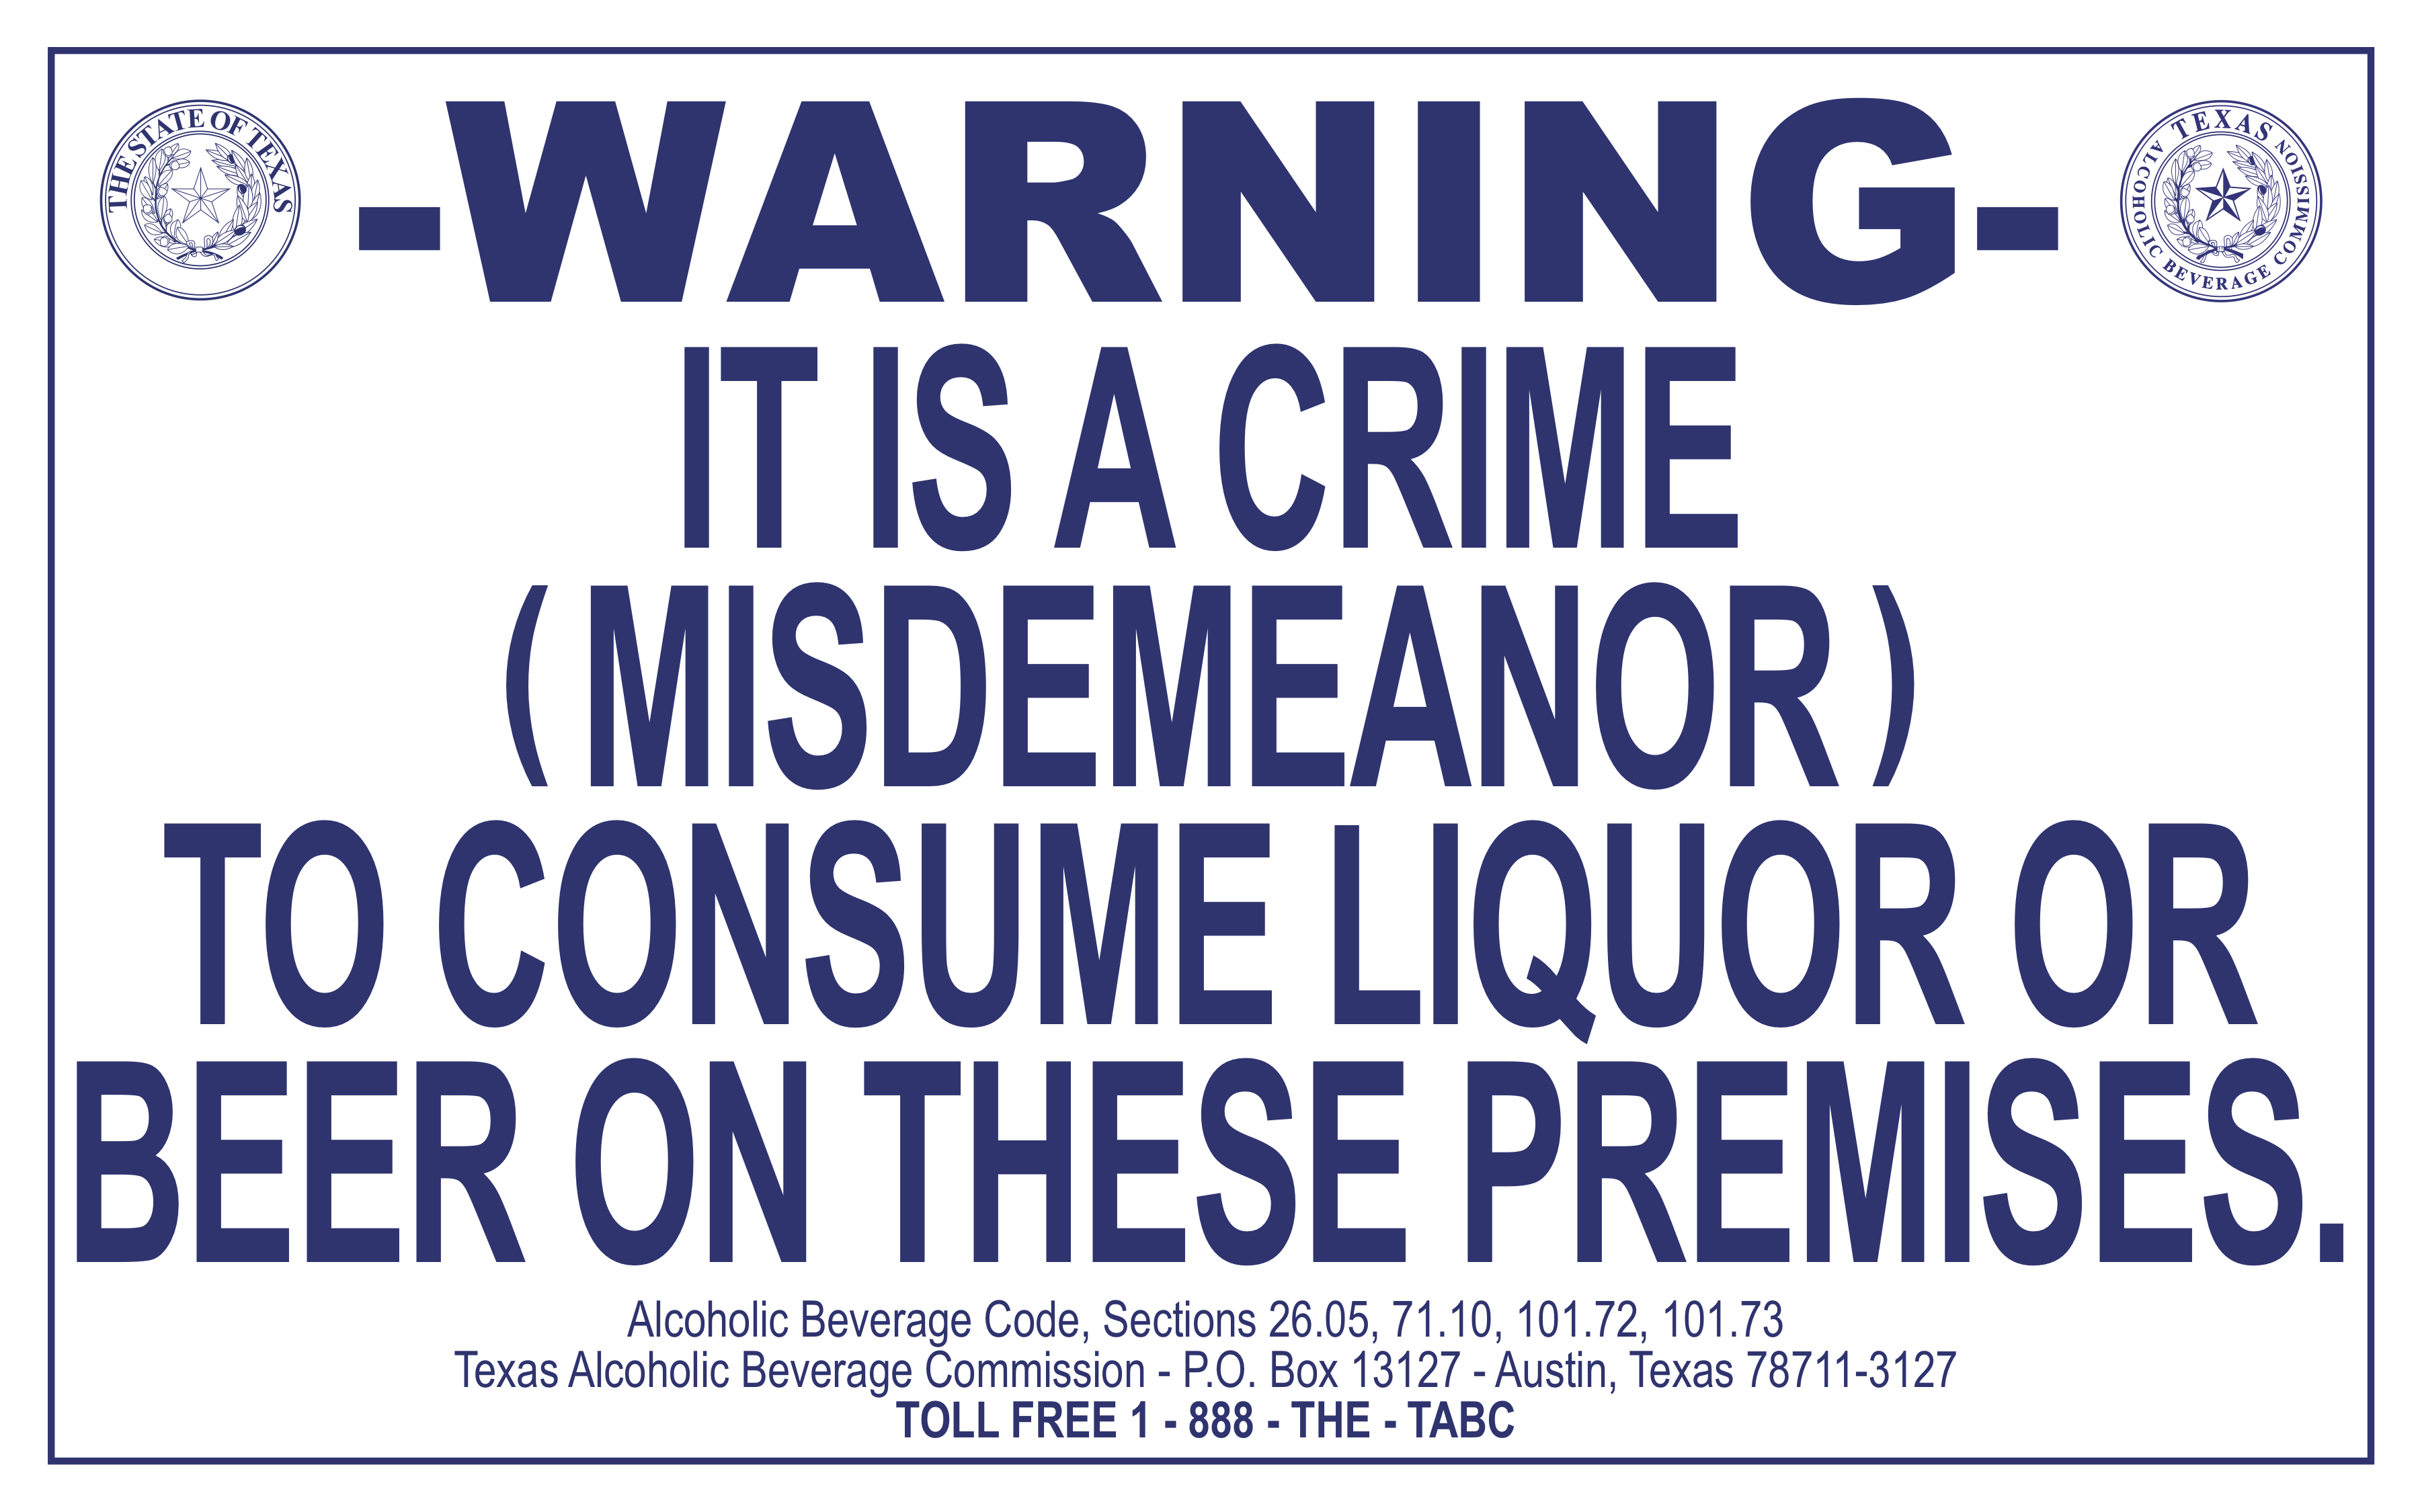 THE STATE OF TEXAS
-WARNING-
TEXAS
ALCOHOLIC BEVERAGE COMMISSION
IT IS A CRIME
( MISDEMEANOR )
TO CONSUME LIQUOR OR
BEER ON THESE PREMISES.
Alcoholic Beverage Code, Sections 26.05, 71.10, 101.72, 101.73
Texas Alcoholic Beverage Commission - P.O. Box 13127 - Austin, Texas 78711-3127
TOLL FREE 1 - 888 - THE - TABC